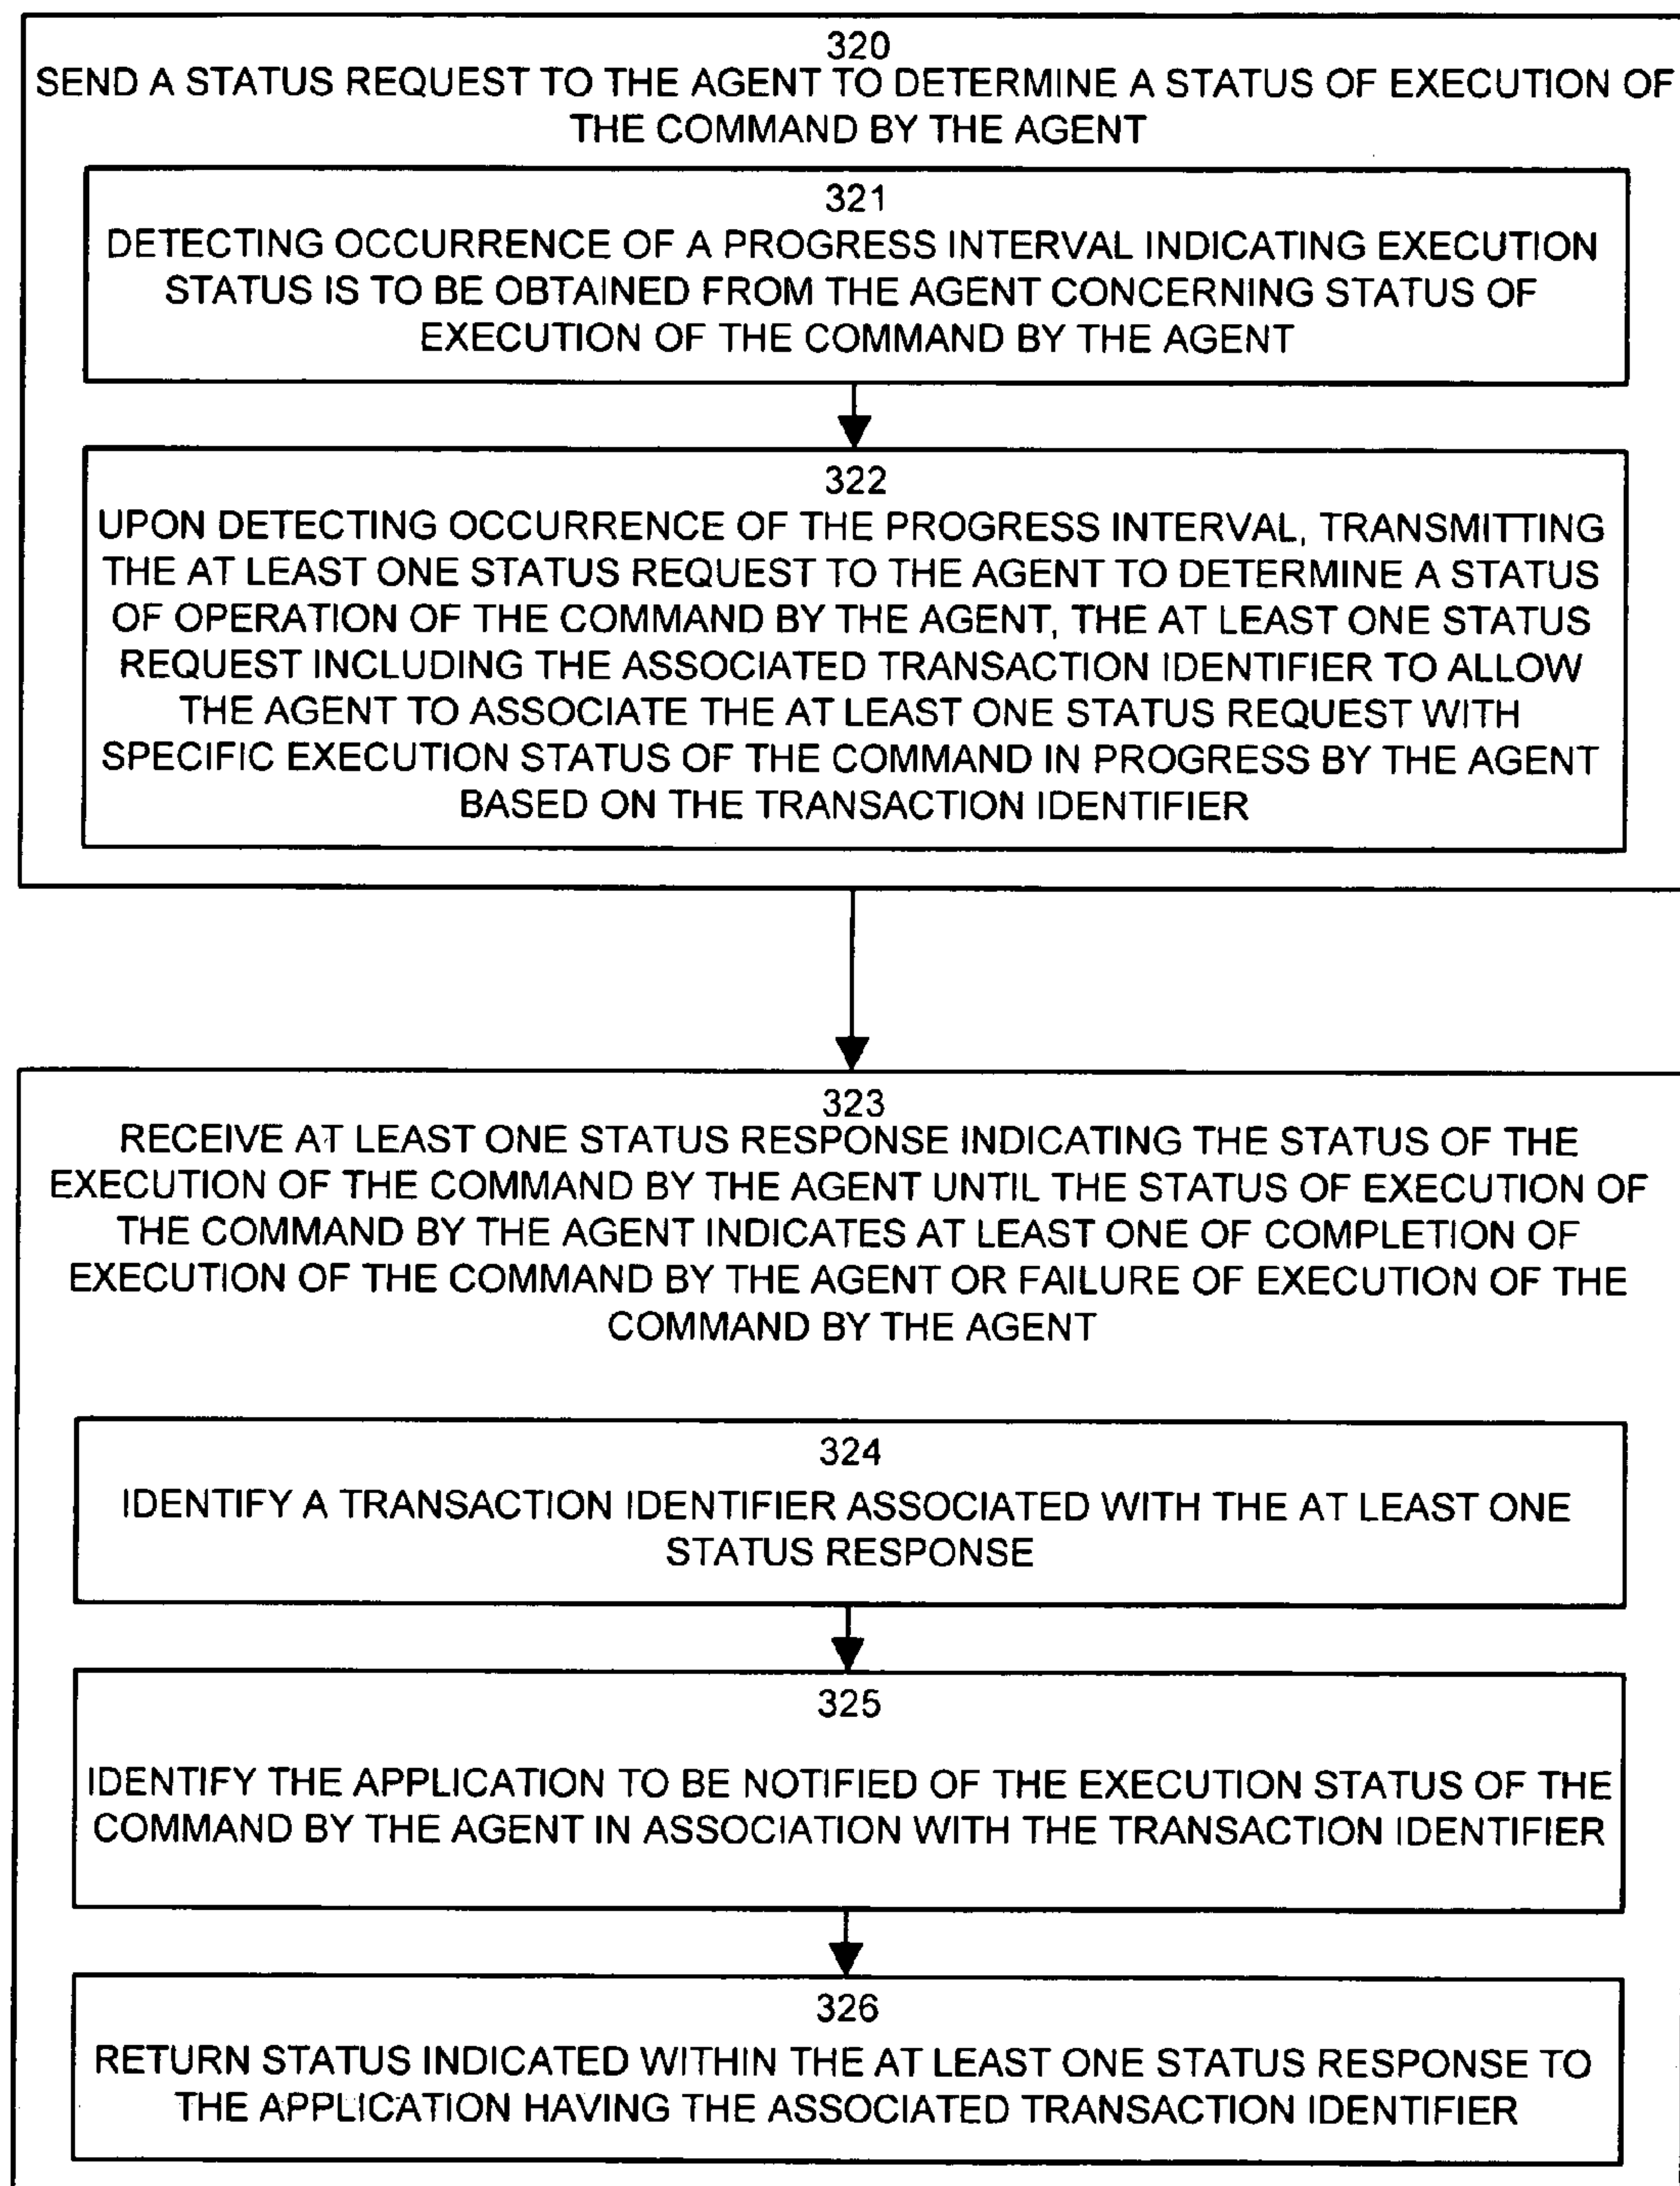 320
SEND A STATUS REQUEST TO THE AGENT TO DETERMINE A STATUS OF EXECUTION OF
THE COMMAND BY THE AGENT
321
DETECTING OCCURRENCE OF A PROGRESS INTERVAL INDICATING EXECUTION
STATUS IS TO BE OBTAINED FROM THE AGENT CONCERNING STATUS OF
EXECUTION OF THE COMMAND BY THE AGENT
322
UPON DETECTING OCCURRENCE OF THE PROGRESS INTERVAL, TRANSMITTING
THE AT LEAST ONE STATUS REQUEST TO THE AGENT TO DETERMINE A STATUS
OF OPERATION OF THE COMMAND BY THE AGENT, THE AT LEAST ONE STATUS
REQUEST INCLUDING THE ASSOCIATED TRANSACTION IDENTIFIER TO ALLOW
THE AGENT TO ASSOCIATE THE AT LEAST ONE STATUS REQUEST WITH
SPECIFIC EXECUTION STATUS OF THE COMMAND IN PROGRESS BY THE AGENT
BASED ON THE TRANSACTION IDENTIFIER
323
RECEIVE AT LEAST ONE STATUS RESPONSE INDICATING THE STATUS OF THE
EXECUTION OF THE COMMAND BY THE AGENT UNTIL THE STATUS OF EXECUTION OF
THE COMMAND BY THE AGENT INDICATES AT LEAST ONE OF COMPLETION OF
EXECUTION OF THE COMMAND BY THE AGENT OR FAILURE OF EXECUTION OF THE
COMMAND BY THE AGENT
324
IDENTIFY A TRANSACTION IDENTIFIER ASSOCIATED WITH THE AT LEAST ONE
STATUS RESPONSE
325
IDENTIFY THE APPLICATION TO BE NOTIFIED OF THE EXECUTION STATUS OF THE
COMMAND BY THE AGENT IN ASSOCIATION WITH THE TRANSACTION IDENTIFIER
326
RETURN STATUS INDICATED WITHIN THE AT LEAST ONE STATUS RESPONSE TO
THE APPLICATION HAVING THE ASSOCIATED TRANSACTION IDENTIFIER